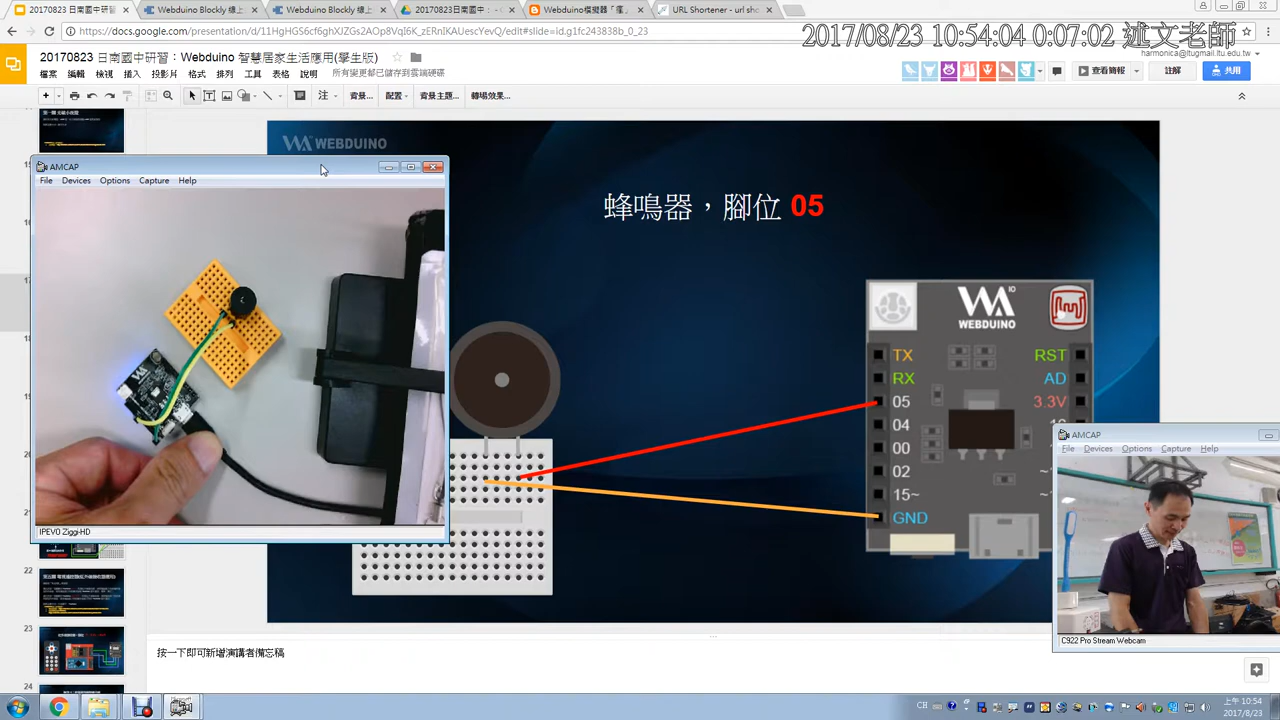 20170823日南國中研
Webduino Blockly 線上
Webduino Blockly 線上
20170823日南國中：
Webduino模擬器
URL Shortener - url sho
https://docs.google.com/presentation/d/11HgHGS6cf6ghXJZGs2AOp8VqI6K_zERnIKAUescYevQ/edit#slide=id.g1fc243838b_0_23
2017/08/23 10:54:04 0:07:02 述文老師
20170823 日南國中研習：Webduino 智慧居家生活應用(學生版)
harmonica@ltugmail.ltu.edu.tw
檔案 編輯 檢視 插入 投影片 格式 排列 工具 表格 說明 所有變更都已儲存到雲端硬碟
查看簡報
註解
共用
背景...
配置
背景主題...
轉場效果...
WEBDUINO
AMCAP
File Devices Options Capture Help
蜂鳴器，腳位 05
WEBDUINO
TX
RST
RX
AD
05
3.3V
04
00
02
15~
GND
AMCAP
File Devices Options Capture Help
IPEVO Ziggi-HD
C922 Pro Stream Webcam
22
23
24
按一下即可新增演講者備忘稿
CH
上午 10:54
2017/8/23